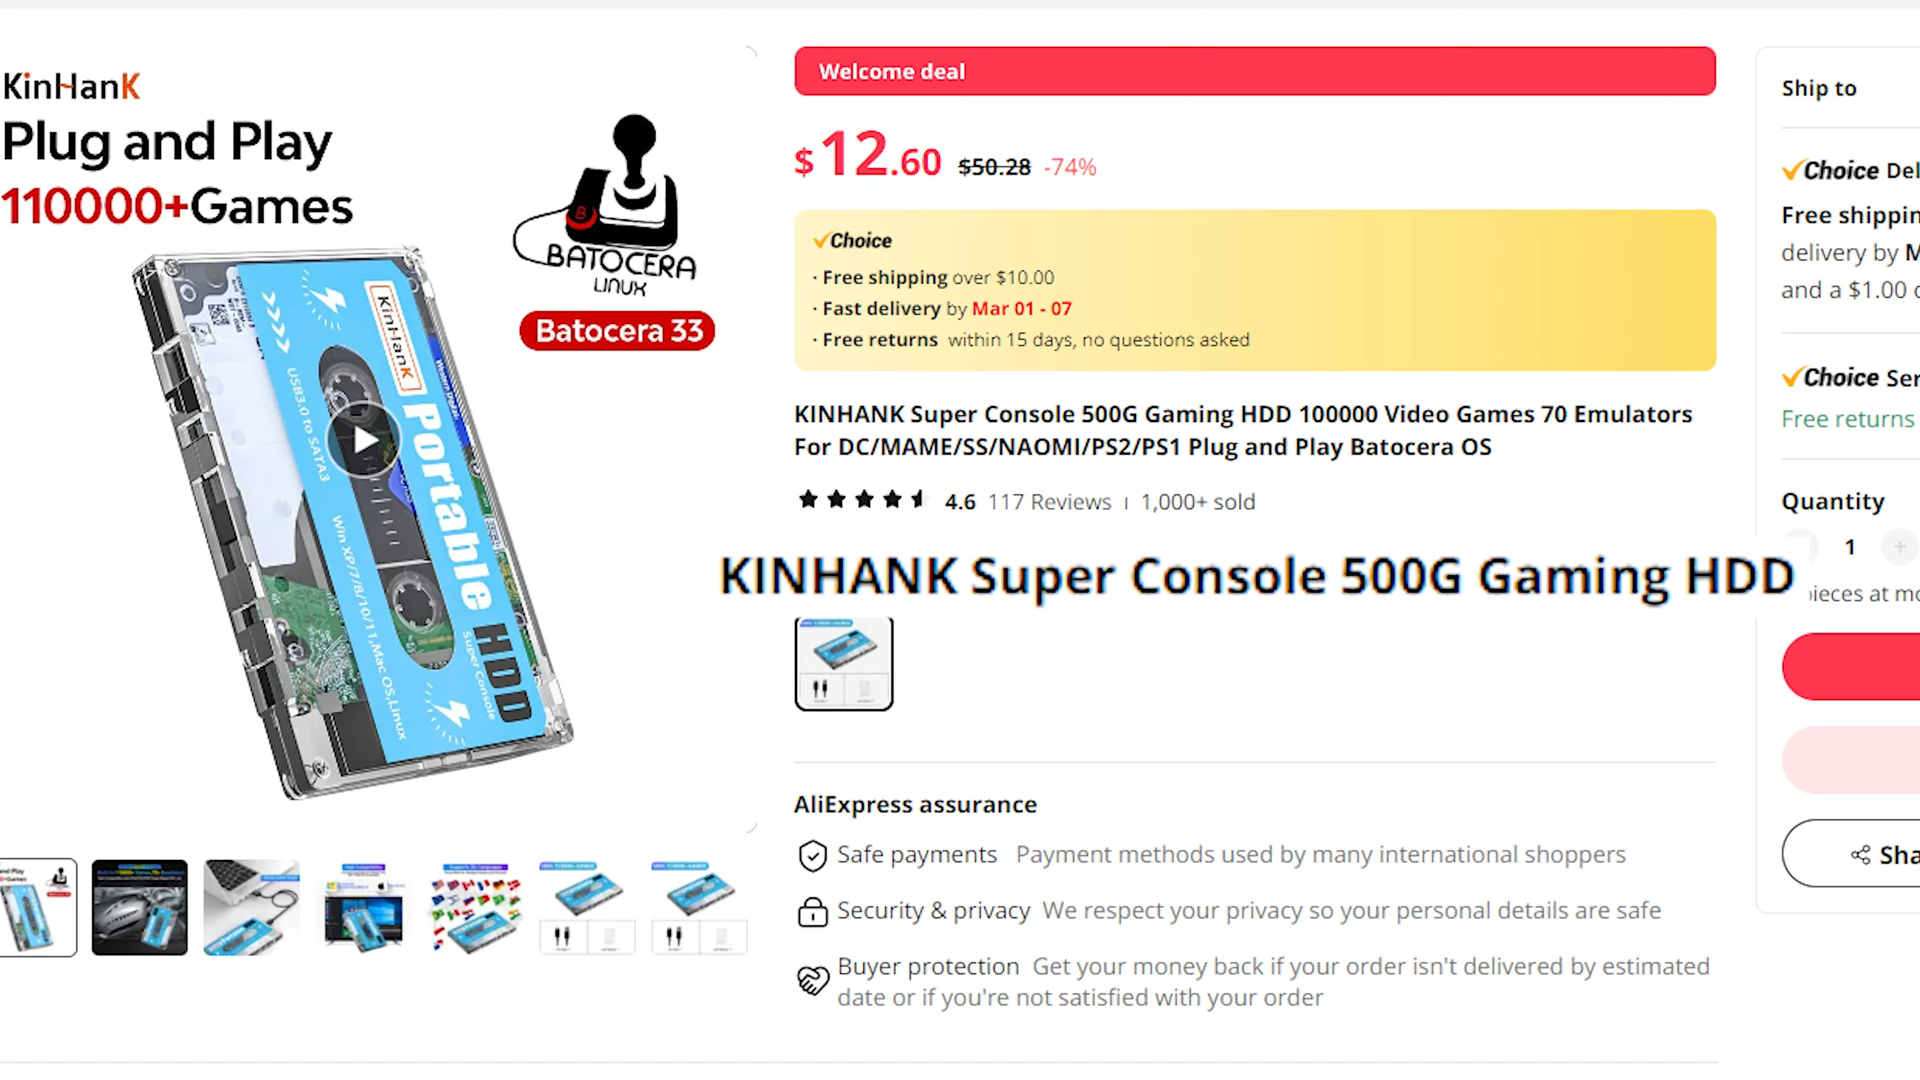 KinHanK
Plug and Play
110000+Games
BATOCERA
LINUX
Batocera 33
KinHanK
Portable HDD
Super Console
USB3.0 to SATA3
Win XP/7/8/10/11,Mac OS,Linux
Welcome deal
$12.60 $50.28 -74%
Choice
· Free shipping over $10.00
· Fast delivery by Mar 01 - 07
· Free returns within 15 days, no questions asked
KINHANK Super Console 500G Gaming HDD 100000 Video Games 70 Emulators
For DC/MAME/SS/NAOMI/PS2/PS1 Plug and Play Batocera OS
4.6 117 Reviews 1,000+ sold
KINHANK Super Console 500G Gaming HDD
AliExpress assurance
Safe payments Payment methods used by many international shoppers
Security & privacy We respect your privacy so your personal details are safe
Buyer protection Get your money back if your order isn't delivered by estimated
date or if you're not satisfied with your order
Ship to
Choice Del
Free shippin
delivery by M
and a $1.00
Choice Ser
Free returns
Quantity
1 +
pieces at mo
Sha